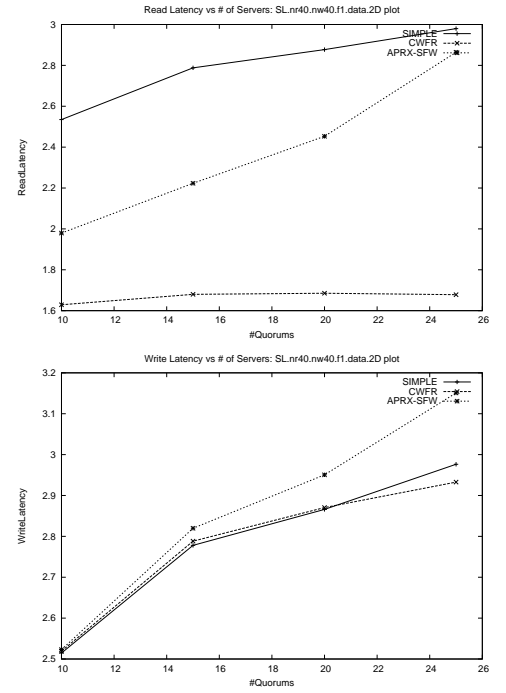 Read Latency vs # of Servers: SL.nr40.nw40.f1.data.2D plot
3
SIMPLE
CWFR
APRX-SFW
2.8
2.6
2.4
ReadLatency
2.2
2
1.8
1.6
10 12 14 16 18 20 22 24 26
#Quorums
Write Latency vs # of Servers: SL.nr40.nw40.f1.data.2D plot
3.2
SIMPLE
CWFR
APRX-SFW
3.1
3
2.9
WriteLatency
2.8
2.7
2.6
2.5
10 12 14 16 18 20 22 24 26
#Quorums